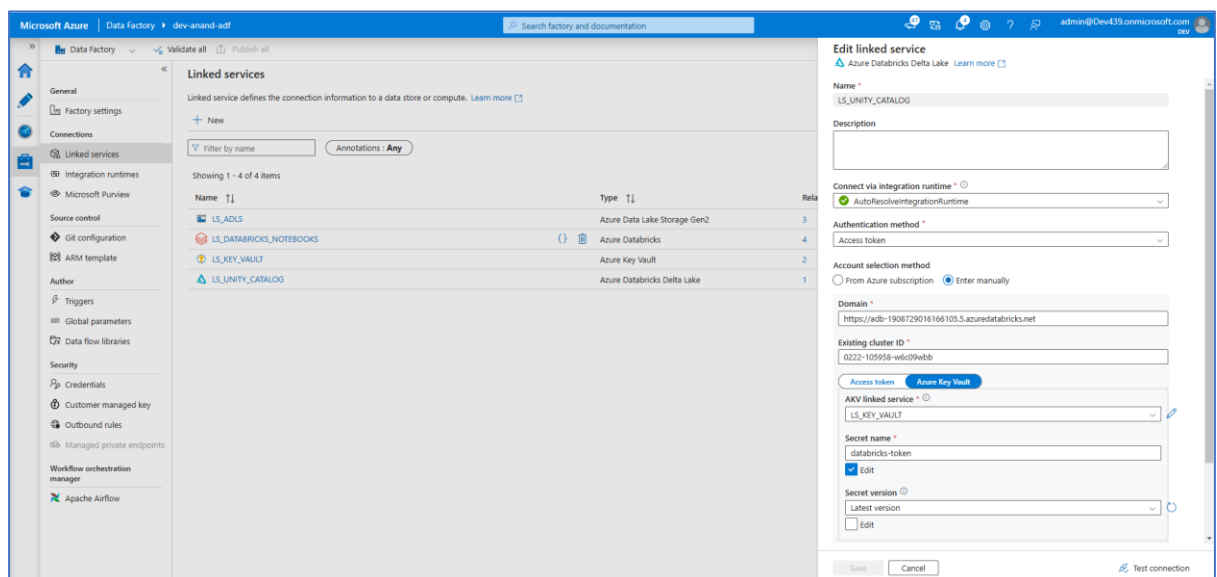 Microsoft Azure | Data Factory ▸ dev-anand-adf
Search factory and documentation
admin@Dev439.onmicrosoft.com
DEV
Data Factory
Validate all
Publish all
General
Factory settings
Connections
Linked services
Integration runtimes
Microsoft Purview
Source control
Git configuration
ARM template
Author
Triggers
Global parameters
Data flow libraries
Security
Credentials
Customer managed key
Outbound rules
Managed private endpoints
Workflow orchestration
manager
Apache Airflow
Linked services
Linked service defines the connection information to a data store or compute. Learn more
New
Filter by name
Annotations : Any
Showing 1 - 4 of 4 items
Name Type Rela
LS_ADLS Azure Data Lake Storage Gen2 3
LS_DATABRICKS_NOTEBOOKS Azure Databricks 4
LS_KEY_VAULT Azure Key Vault 2
LS_UNITY_CATALOG Azure Databricks Delta Lake 1
Edit linked service
Azure Databricks Delta Lake Learn more
Name *
LS_UNITY_CATALOG
Description
Connect via integration runtime *
AutoResolveIntegrationRuntime
Authentication method *
Access token
Account selection method
From Azure subscription Enter manually
Domain *
https://adb-1908729016166105.5.azuredatabricks.net
Existing cluster ID *
0222-105958-w6c09wbb
Access token Azure Key Vault
AKV linked service *
LS_KEY_VAULT
Secret name *
databricks-token
Edit
Secret version
Latest version
Edit
Save Cancel Test connection